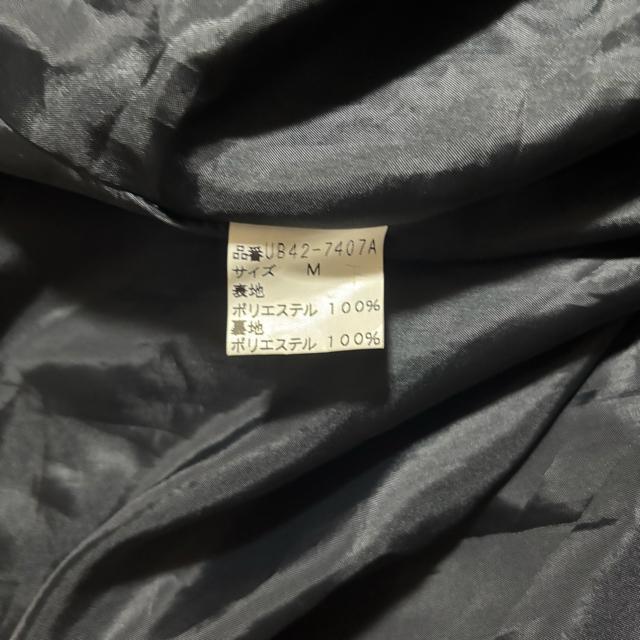 品番UB42-7407A
サイズ M
表地
ポリエステル 100%
裏地
ポリエステル 100%